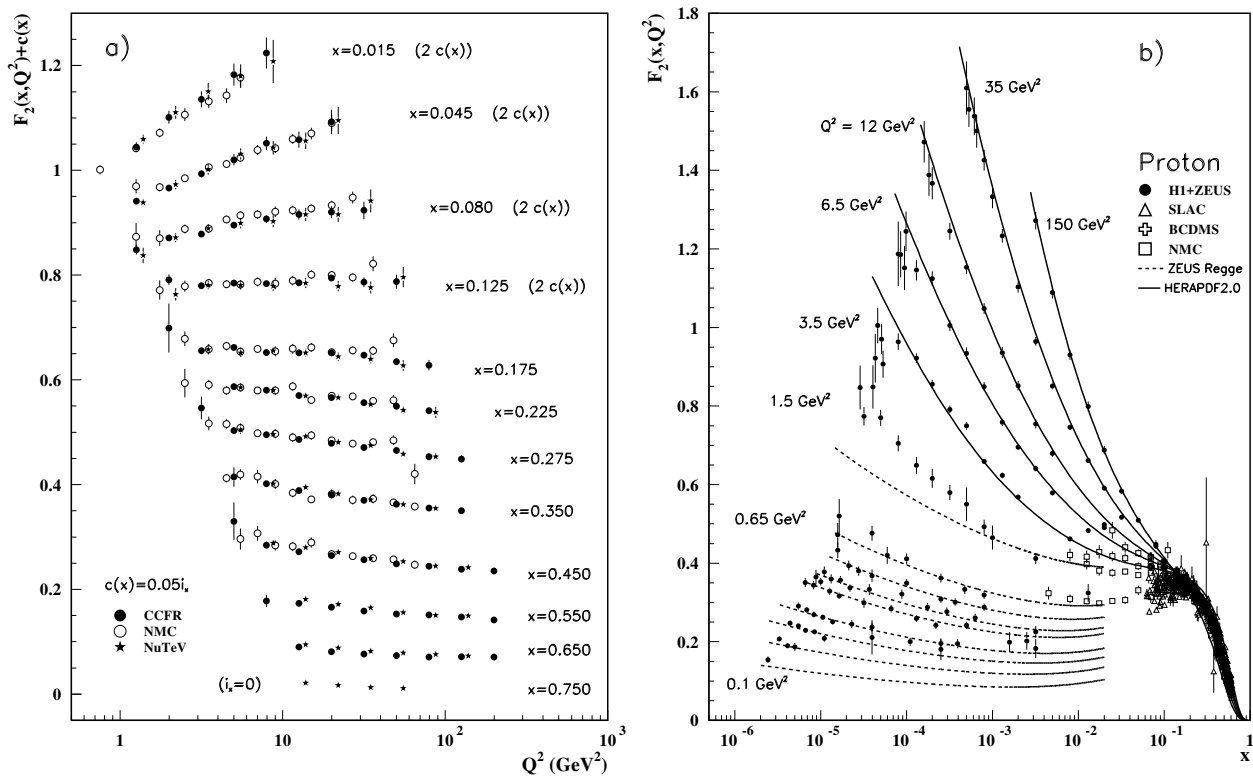 F₂(x,Q²)+c(x)
a)
1.2
1
0.8
0.6
0.4
0.2
0
x=0.015 (2 c(x))
x=0.045 (2 c(x))
x=0.080 (2 c(x))
x=0.125 (2 c(x))
x=0.175
x=0.225
x=0.275
x=0.350
x=0.450
x=0.550
x=0.650
x=0.750
c(x)=0.05iₓ
CCFR
NMC
NuTeV
(iₓ=0)
1
10
10²
10³
Q² (GeV²)
F₂(x,Q²)
b)
1.8
1.6
1.4
1.2
1
0.8
0.6
0.4
0.2
0
35 GeV²
Q² = 12 GeV²
6.5 GeV²
150 GeV²
3.5 GeV²
1.5 GeV²
0.65 GeV²
0.1 GeV²
Proton
H1+ZEUS
SLAC
BCDMS
NMC
ZEUS Regge
HERAPDF2.0
10⁻⁶
10⁻⁵
10⁻⁴
10⁻³
10⁻²
10⁻¹
1
x